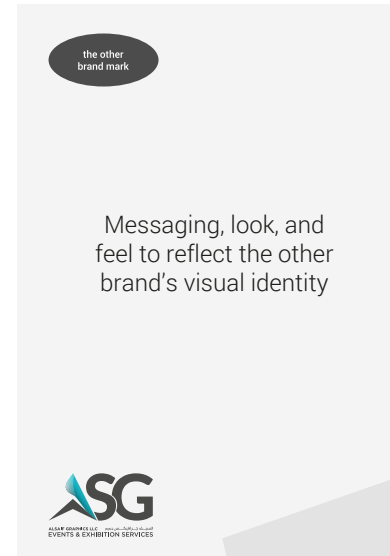 the other
brand mark
Messaging, look, and
feel to reflect the other
brand's visual identity
ASG
ALSAIF GRAPHICS LLC
EVENTS & EXHIBITION SERVICES